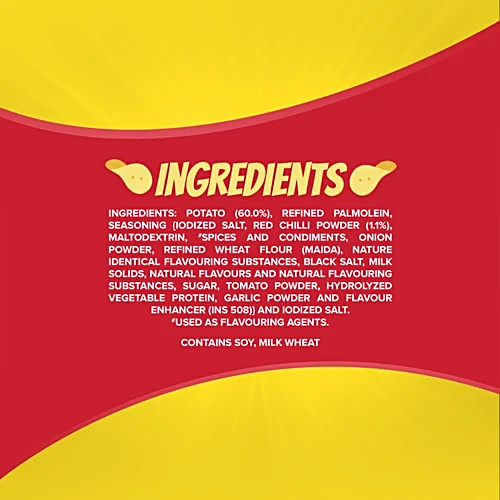 INGREDIENTS
INGREDIENTS: POTATO (60.0%), REFINED PALMOLEIN,
SEASONING [IODIZED SALT, RED CHILLI POWDER (1.1%),
MALTODEXTRIN, #SPICES AND CONDIMENTS, ONION
POWDER, REFINED WHEAT FLOUR (MAIDA), NATURE
IDENTICAL FLAVOURING SUBSTANCES, BLACK SALT, MILK
SOLIDS, NATURAL FLAVOURS AND NATURAL FLAVOURING
SUBSTANCES, SUGAR, TOMATO POWDER, HYDROLYZED
VEGETABLE PROTEIN, GARLIC POWDER AND FLAVOUR
ENHANCER (INS 508)] AND IODIZED SALT.
#USED AS FLAVOURING AGENTS.
CONTAINS SOY, MILK WHEAT